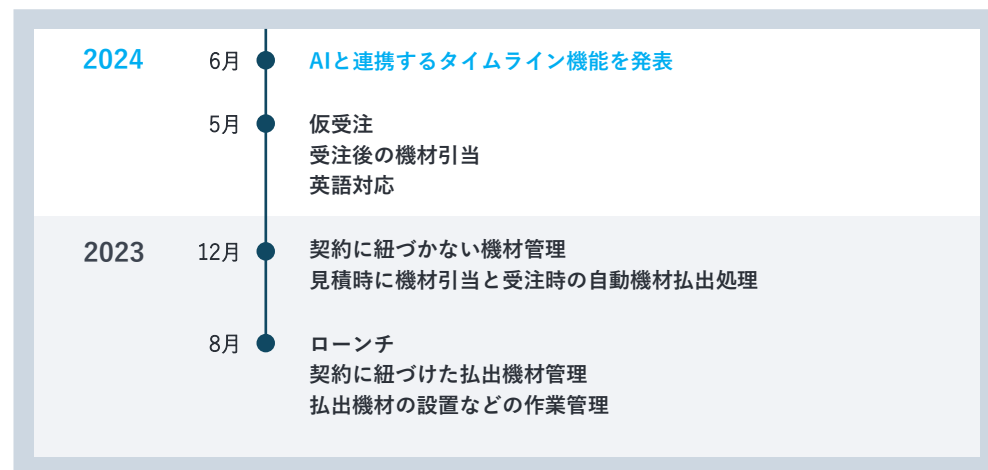 2024 6月 AIと連携するタイムライン機能を発表
5月 仮受注
受注後の機材引当
英語対応
2023 12月 契約に紐づかない機材管理
見積時に機材引当と受注時の自動機材払出処理
8月 ローンチ
契約に紐づけた払出機材管理
払出機材の設置などの作業管理